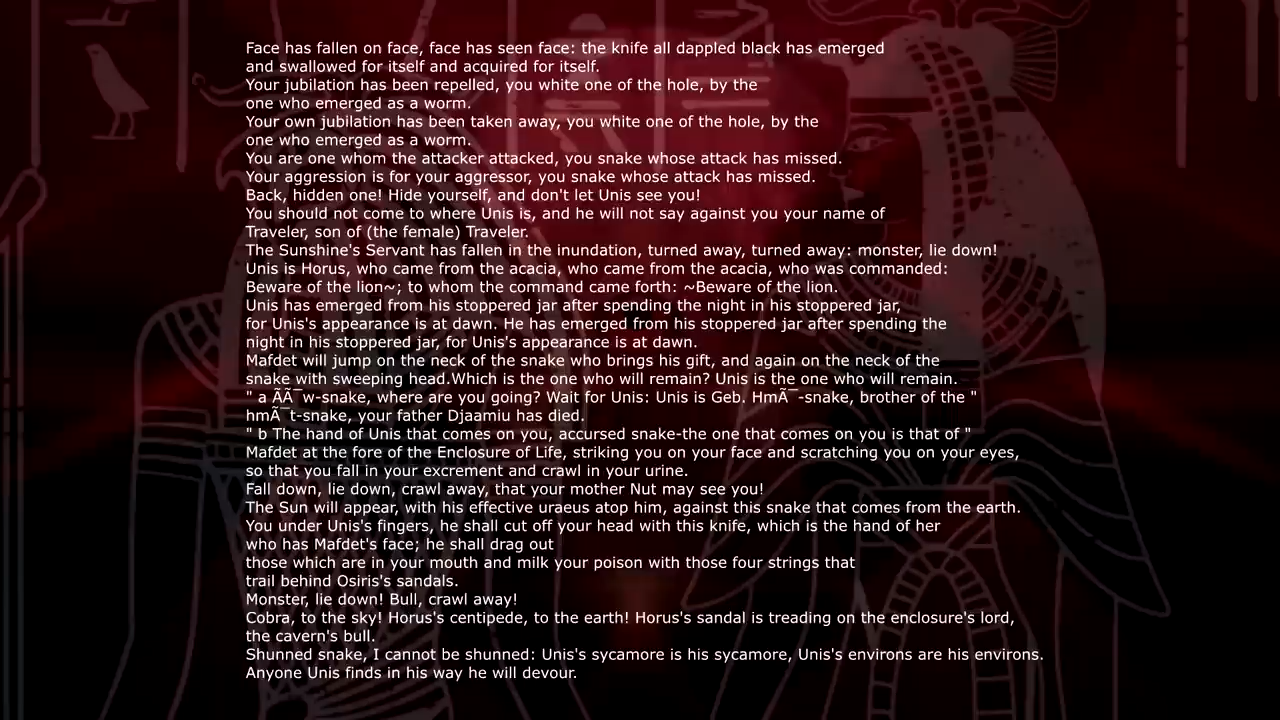 Face has fallen on face, face has seen face: the knife all dappled black has emerged
and swallowed for itself and acquired for itself.
Your jubilation has been repelled, you white one of the hole, by the
one who emerged as a worm.
Your own jubilation has been taken away, you white one of the hole, by the
one who emerged as a worm.
You are one whom the attacker attacked, you snake whose attack has missed.
Your aggression is for your aggressor, you snake whose attack has missed.
Back, hidden one! Hide yourself, and don't let Unis see you!
You should not come to where Unis is, and he will not say against you your name of
Traveler, son of (the female) Traveler.
The Sunshine's Servant has fallen in the inundation, turned away, turned away: monster, lie down!
Unis is Horus, who came from the acacia, who came from the acacia, who was commanded:
Beware of the lion~; to whom the command came forth: ~Beware of the lion.
Unis has emerged from his stoppered jar after spending the night in his stoppered jar,
for Unis's appearance is at dawn. He has emerged from his stoppered jar after spending the
night in his stoppered jar, for Unis's appearance is at dawn.
Mafdet will jump on the neck of the snake who brings his gift, and again on the neck of the
snake with sweeping head.Which is the one who will remain? Unis is the one who will remain.
" a ÃÃ¯w-snake, where are you going? Wait for Unis: Unis is Geb. HmÃ¯-snake, brother of the "
hmÃ¯t-snake, your father Djaamiu has died.
" b The hand of Unis that comes on you, accursed snake-the one that comes on you is that of "
Mafdet at the fore of the Enclosure of Life, striking you on your face and scratching you on your eyes,
so that you fall in your excrement and crawl in your urine.
Fall down, lie down, crawl away, that your mother Nut may see you!
The Sun will appear, with his effective uraeus atop him, against this snake that comes from the earth.
You under Unis's fingers, he shall cut off your head with this knife, which is the hand of her
who has Mafdet's face; he shall drag out
those which are in your mouth and milk your poison with those four strings that
trail behind Osiris's sandals.
Monster, lie down! Bull, crawl away!
Cobra, to the sky! Horus's centipede, to the earth! Horus's sandal is treading on the enclosure's lord,
the cavern's bull.
Shunned snake, I cannot be shunned: Unis's sycamore is his sycamore, Unis's environs are his environs.
Anyone Unis finds in his way he will devour.